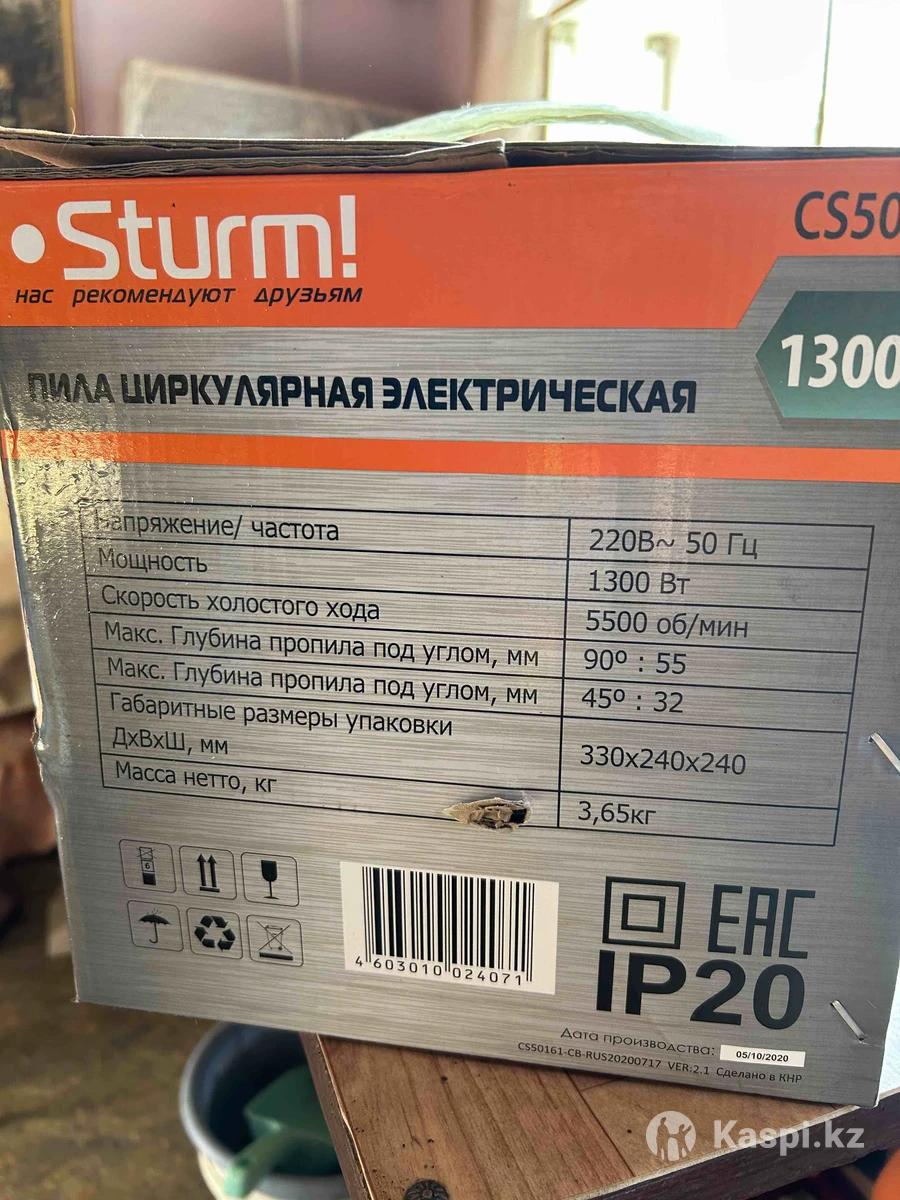 Sturm!
CS50
нас рекомендуют друзьям
1300
ПИЛА ЦИРКУЛЯРНАЯ ЭЛЕКТРИЧЕСКАЯ
Напряжение/ частота 220В~ 50 Гц
Мощность 1300 Вт
Скорость холостого хода 5500 об/мин
Макс. Глубина пропила под углом, мм 90º : 55
Макс. Глубина пропила под углом, мм 45º : 32
Габаритные размеры упаковки
ДхВхШ, мм 330х240х240
Масса нетто, кг 3,65кг
6
4 603010 024071
EAC
IP20
Дата производства: 05/10/2020
CS50161-CB-RUS20200717 VER:2.1 Сделано в КНР
Kaspi.kz